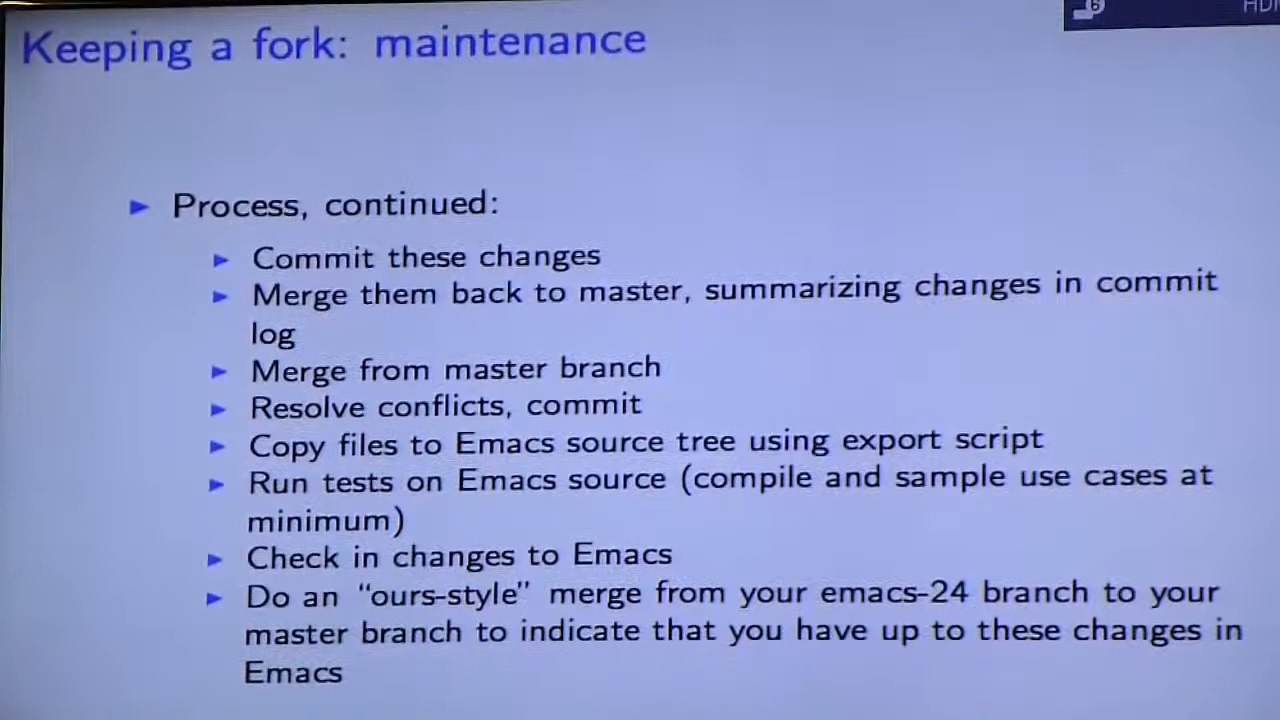 6
HD
Keeping a fork: maintenance
Process, continued:
Commit these changes
Merge them back to master, summarizing changes in commit
log
Merge from master branch
Resolve conflicts, commit
Copy files to Emacs source tree using export script
Run tests on Emacs source (compile and sample use cases at
minimum)
Check in changes to Emacs
Do an “ours-style” merge from your emacs-24 branch to your
master branch to indicate that you have up to these changes in
Emacs